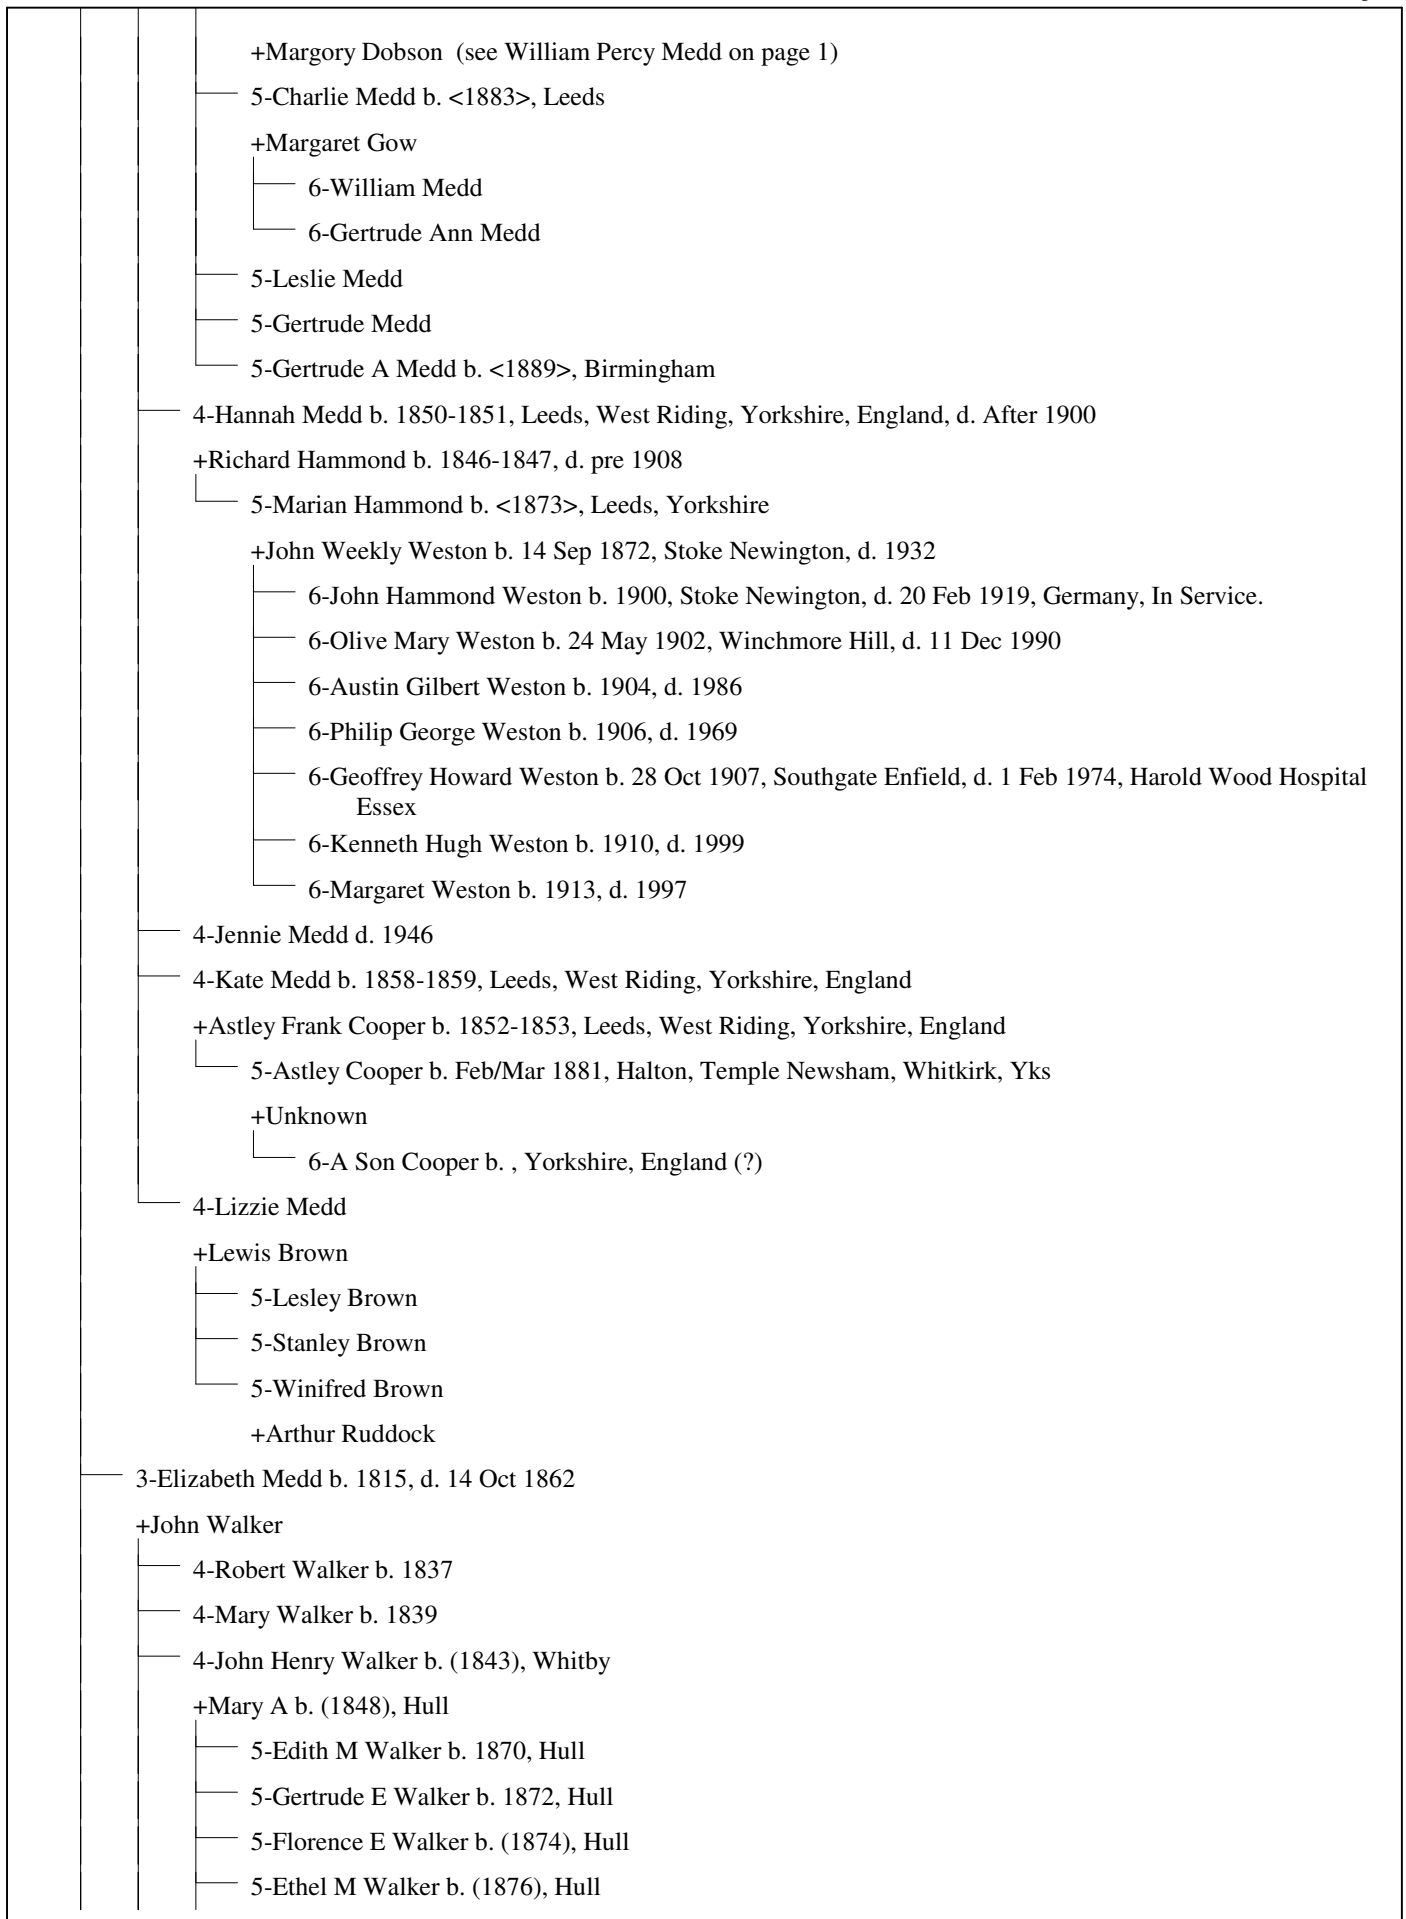 +Margory Dobson (see William Percy Medd on page 1)
5-Charlie Medd b. <1883>, Leeds
+Margaret Gow
6-William Medd
6-Gertrude Ann Medd
5-Leslie Medd
5-Gertrude Medd
5-Gertrude A Medd b. <1889>, Birmingham
4-Hannah Medd b. 1850-1851, Leeds, West Riding, Yorkshire, England, d. After 1900
+Richard Hammond b. 1846-1847, d. pre 1908
5-Marian Hammond b. <1873>, Leeds, Yorkshire
+John Weekly Weston b. 14 Sep 1872, Stoke Newington, d. 1932
6-John Hammond Weston b. 1900, Stoke Newington, d. 20 Feb 1919, Germany, In Service.
6-Olive Mary Weston b. 24 May 1902, Winchmore Hill, d. 11 Dec 1990
6-Austin Gilbert Weston b. 1904, d. 1986
6-Philip George Weston b. 1906, d. 1969
6-Geoffrey Howard Weston b. 28 Oct 1907, Southgate Enfield, d. 1 Feb 1974, Harold Wood Hospital
Essex
6-Kenneth Hugh Weston b. 1910, d. 1999
6-Margaret Weston b. 1913, d. 1997
4-Jennie Medd d. 1946
4-Kate Medd b. 1858-1859, Leeds, West Riding, Yorkshire, England
+Astley Frank Cooper b. 1852-1853, Leeds, West Riding, Yorkshire, England
5-Astley Cooper b. Feb/Mar 1881, Halton, Temple Newsham, Whitkirk, Yks
+Unknown
6-A Son Cooper b. , Yorkshire, England (?)
4-Lizzie Medd
+Lewis Brown
5-Lesley Brown
5-Stanley Brown
5-Winifred Brown
+Arthur Ruddock
3-Elizabeth Medd b. 1815, d. 14 Oct 1862
+John Walker
4-Robert Walker b. 1837
4-Mary Walker b. 1839
4-John Henry Walker b. (1843), Whitby
+Mary A b. (1848), Hull
5-Edith M Walker b. 1870, Hull
5-Gertrude E Walker b. 1872, Hull
5-Florence E Walker b. (1874), Hull
5-Ethel M Walker b. (1876), Hull